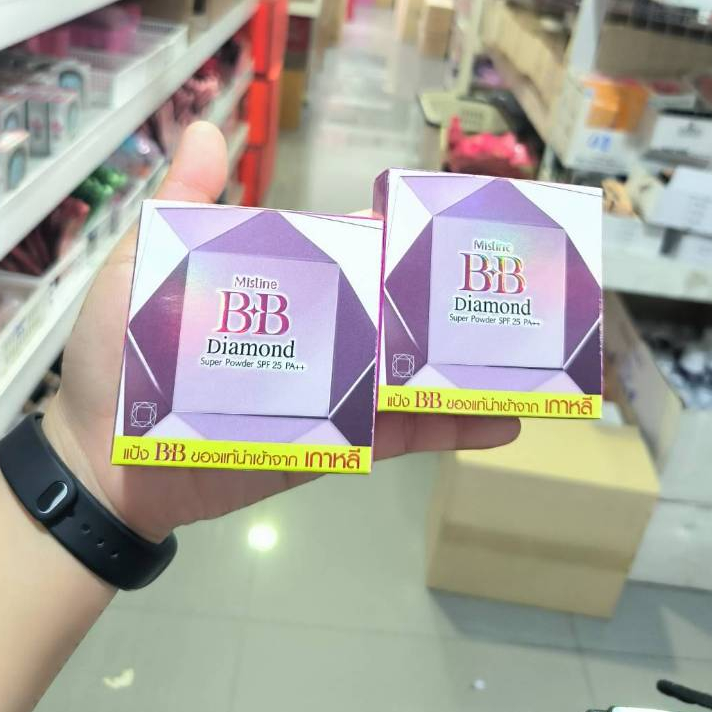 Mistine
BB
Diamond
Super Powder SPF 25 PA++
แป้ง BB ของแท้นำเข้าจาก เกาหลี
Mistine
BB
Diamond
Super Powder SPF 25 PA++
แป้ง BB ของแท้นำเข้าจาก เกาหลี